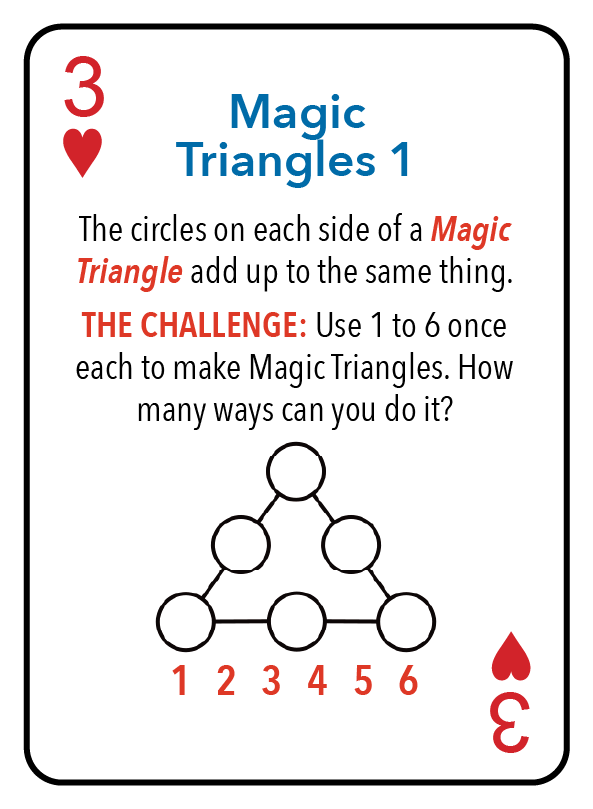 3
Magic
Triangles 1
The circles on each side of a Magic
Triangle add up to the same thing.
THE CHALLENGE: Use 1 to 6 once
each to make Magic Triangles. How
many ways can you do it?
1 2 3 4 5 6
3